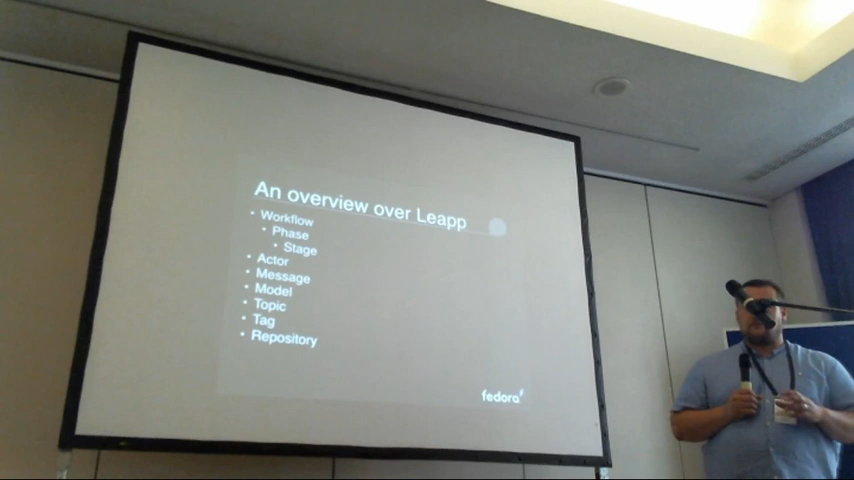 An overview over Leapp
• Workflow
• Phase
• Stage
• Actor
• Message
• Model
• Topic
• Tag
• Repository
fedora